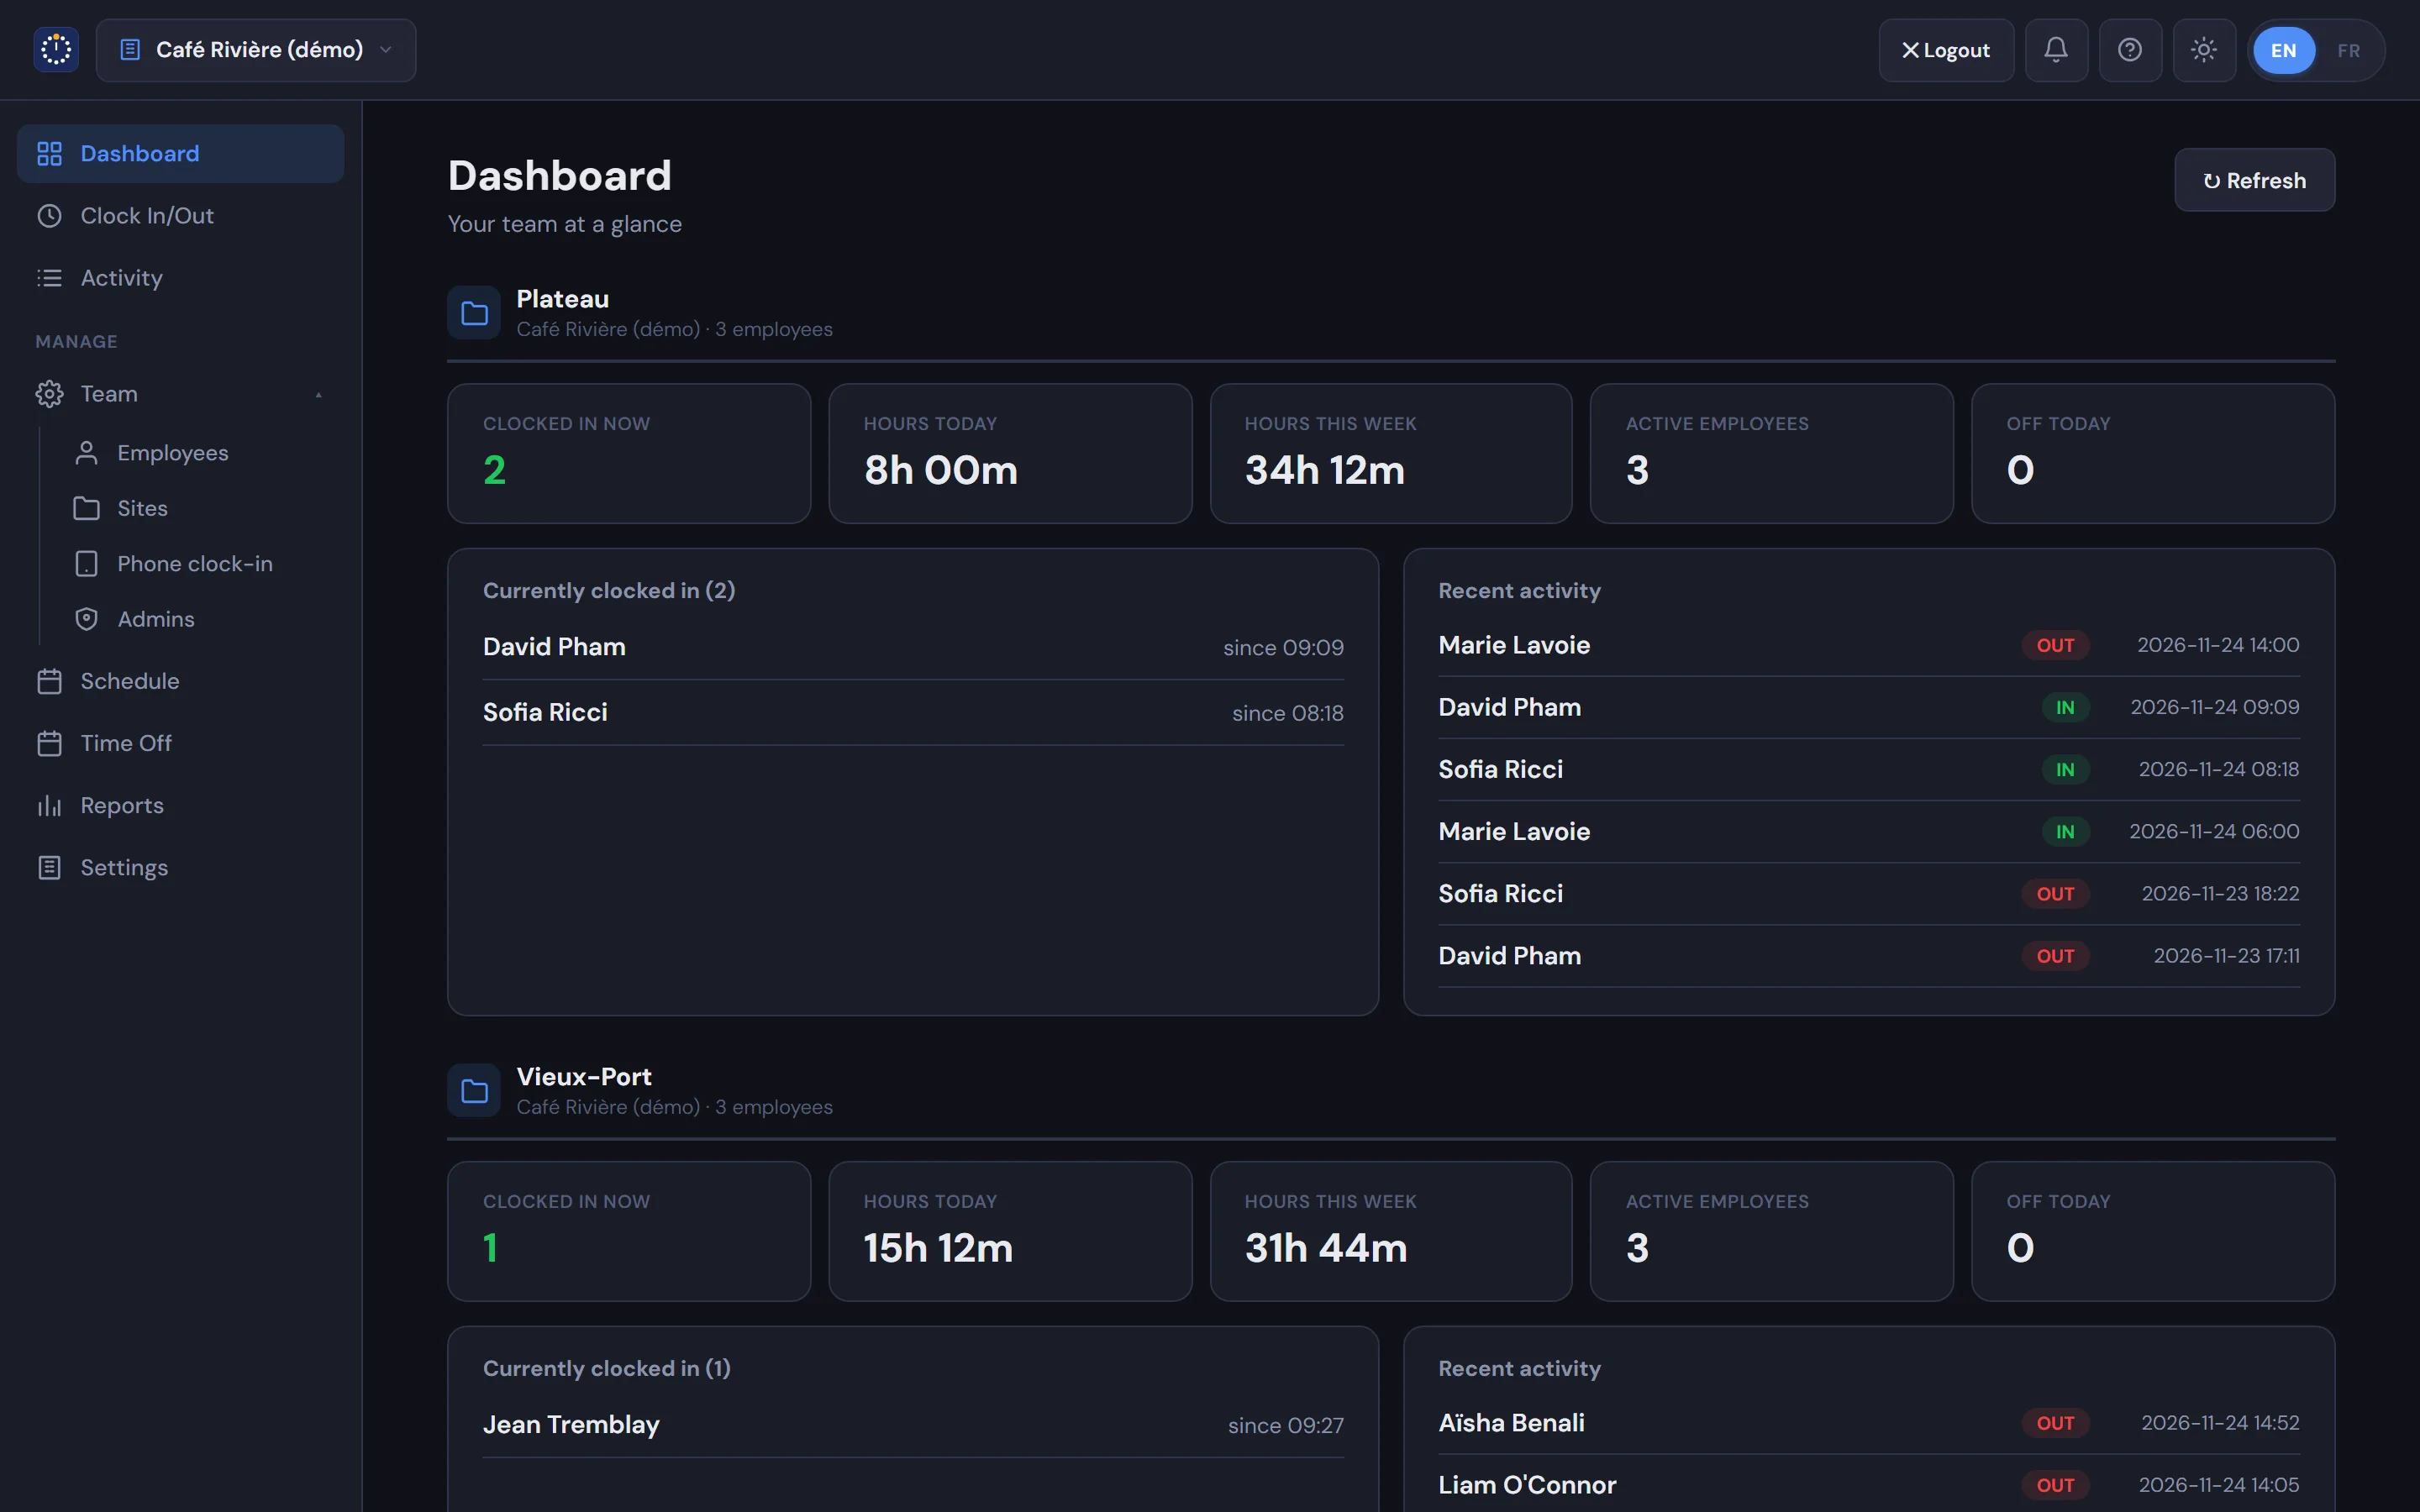 Café Rivière (démo)
Logout
EN
FR
Dashboard
Clock In/Out
Activity
MANAGE
Team
Employees
Sites
Phone clock-in
Admins
Schedule
Time Off
Reports
Settings
Dashboard
Your team at a glance
↻ Refresh
Plateau
Café Rivière (démo) · 3 employees
CLOCKED IN NOW
2
HOURS TODAY
8h 00m
HOURS THIS WEEK
34h 12m
ACTIVE EMPLOYEES
3
OFF TODAY
0
Currently clocked in (2)
David Pham since 09:09
Sofia Ricci since 08:18
Recent activity
Marie Lavoie OUT 2026-11-24 14:00
David Pham IN 2026-11-24 09:09
Sofia Ricci IN 2026-11-24 08:18
Marie Lavoie IN 2026-11-24 06:00
Sofia Ricci OUT 2026-11-23 18:22
David Pham OUT 2026-11-23 17:11
Vieux-Port
Café Rivière (démo) · 3 employees
CLOCKED IN NOW
1
HOURS TODAY
15h 12m
HOURS THIS WEEK
31h 44m
ACTIVE EMPLOYEES
3
OFF TODAY
0
Currently clocked in (1)
Jean Tremblay since 09:27
Recent activity
Aïsha Benali OUT 2026-11-24 14:52
Liam O'Connor OUT 2026-11-24 14:05